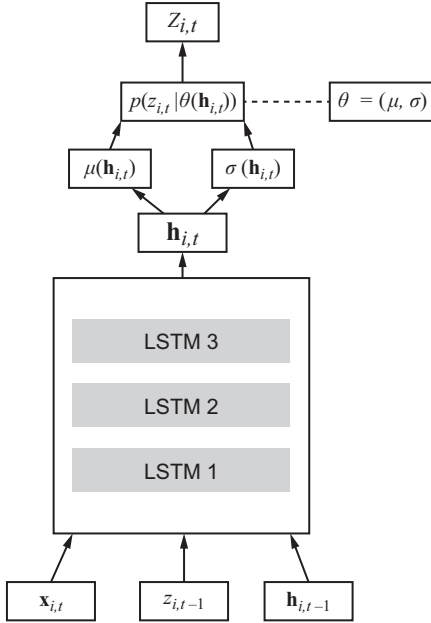 Z_{i,t}
p(z_{i,t}|θ(𝐡_{i,t}))
θ = (μ, σ)
μ(𝐡_{i,t})
σ (𝐡_{i,t})
𝐡_{i,t}
LSTM 3
LSTM 2
LSTM 1
𝐱_{i,t}
z_{i,t−1}
𝐡_{i,t−1}